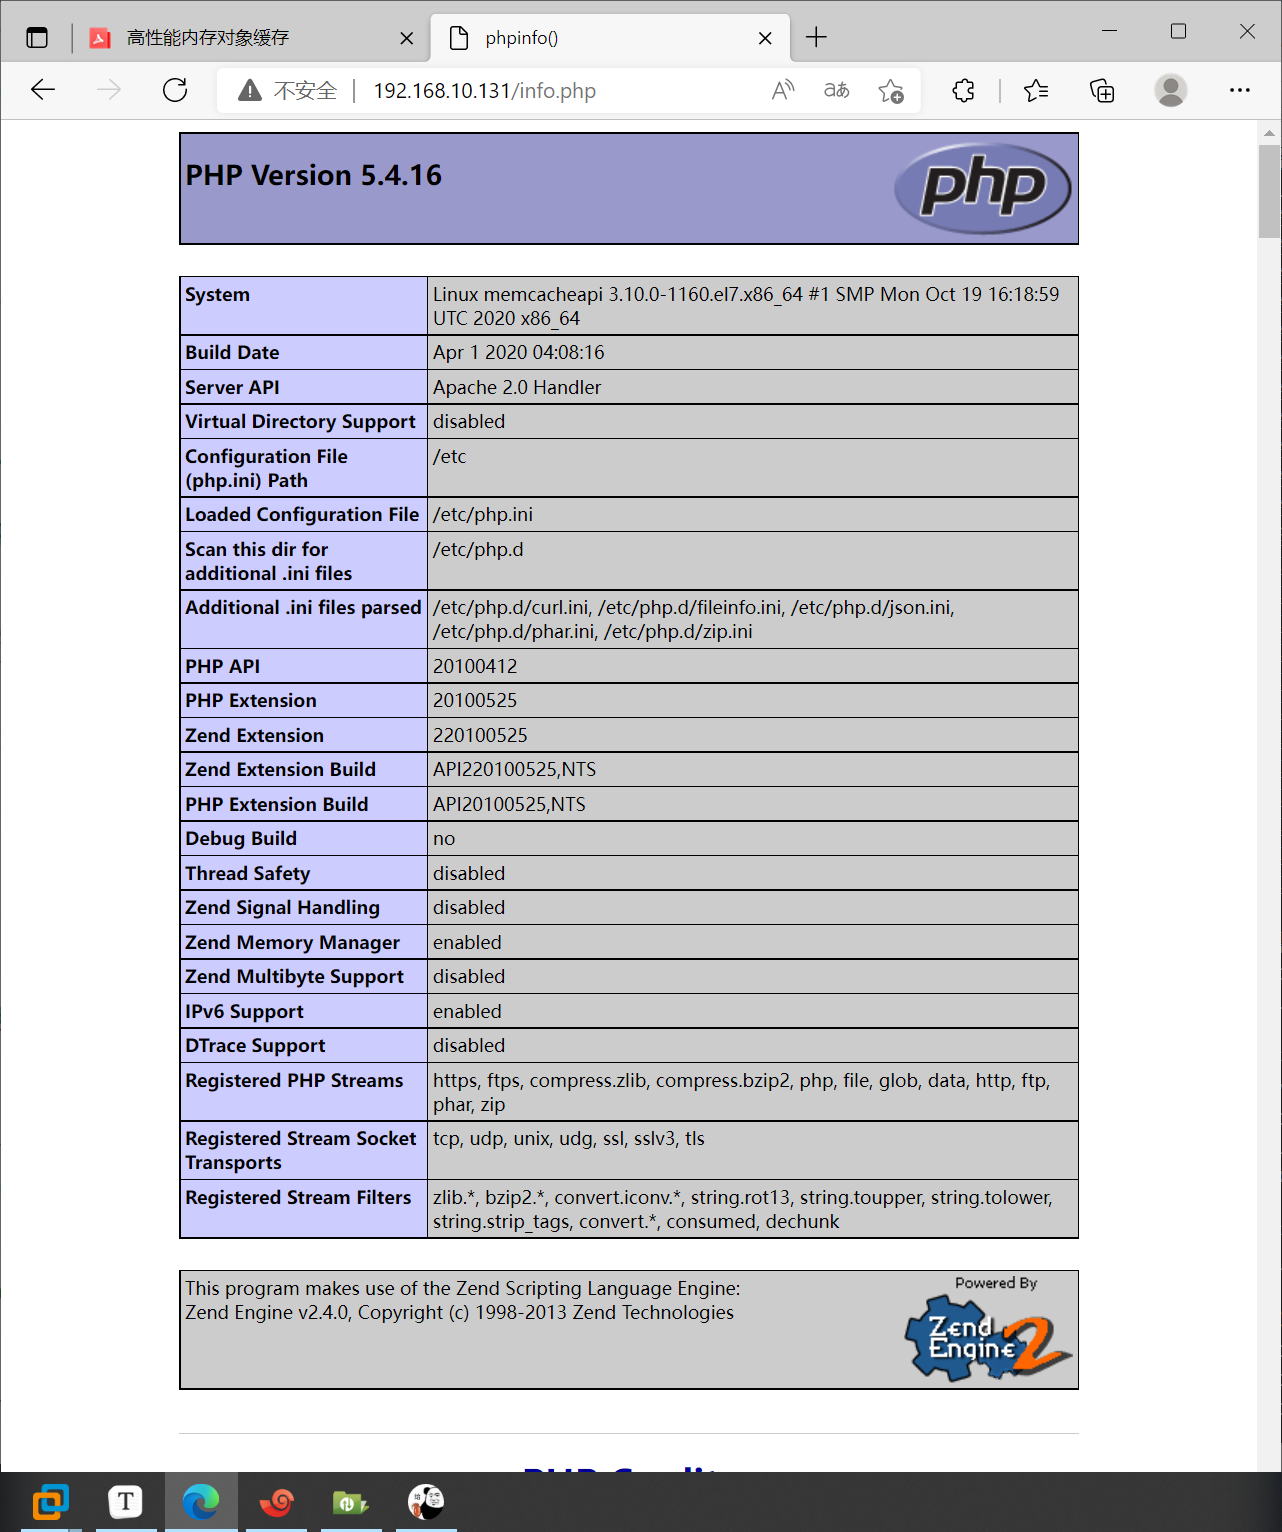 高性能内存对象缓存
phpinfo()
不安全
192.168.10.131/info.php
PHP Version 5.4.16
php
System
Linux memcacheapi 3.10.0-1160.el7.x86_64 #1 SMP Mon Oct 19 16:18:59
UTC 2020 x86_64
Build Date
Apr 1 2020 04:08:16
Server API
Apache 2.0 Handler
Virtual Directory Support
disabled
Configuration File
(php.ini) Path
/etc
Loaded Configuration File
/etc/php.ini
Scan this dir for
additional .ini files
/etc/php.d
Additional .ini files parsed
/etc/php.d/curl.ini, /etc/php.d/fileinfo.ini, /etc/php.d/json.ini,
/etc/php.d/phar.ini, /etc/php.d/zip.ini
PHP API
20100412
PHP Extension
20100525
Zend Extension
220100525
Zend Extension Build
API220100525,NTS
PHP Extension Build
API20100525,NTS
Debug Build
no
Thread Safety
disabled
Zend Signal Handling
disabled
Zend Memory Manager
enabled
Zend Multibyte Support
disabled
IPv6 Support
enabled
DTrace Support
disabled
Registered PHP Streams
https, ftps, compress.zlib, compress.bzip2, php, file, glob, data, http, ftp,
phar, zip
Registered Stream Socket
Transports
tcp, udp, unix, udg, ssl, sslv3, tls
Registered Stream Filters
zlib.*, bzip2.*, convert.iconv.*, string.rot13, string.toupper, string.tolower,
string.strip_tags, convert.*, consumed, dechunk
This program makes use of the Zend Scripting Language Engine:
Zend Engine v2.4.0, Copyright (c) 1998-2013 Zend Technologies
Powered By
Zend
Engine 2
T